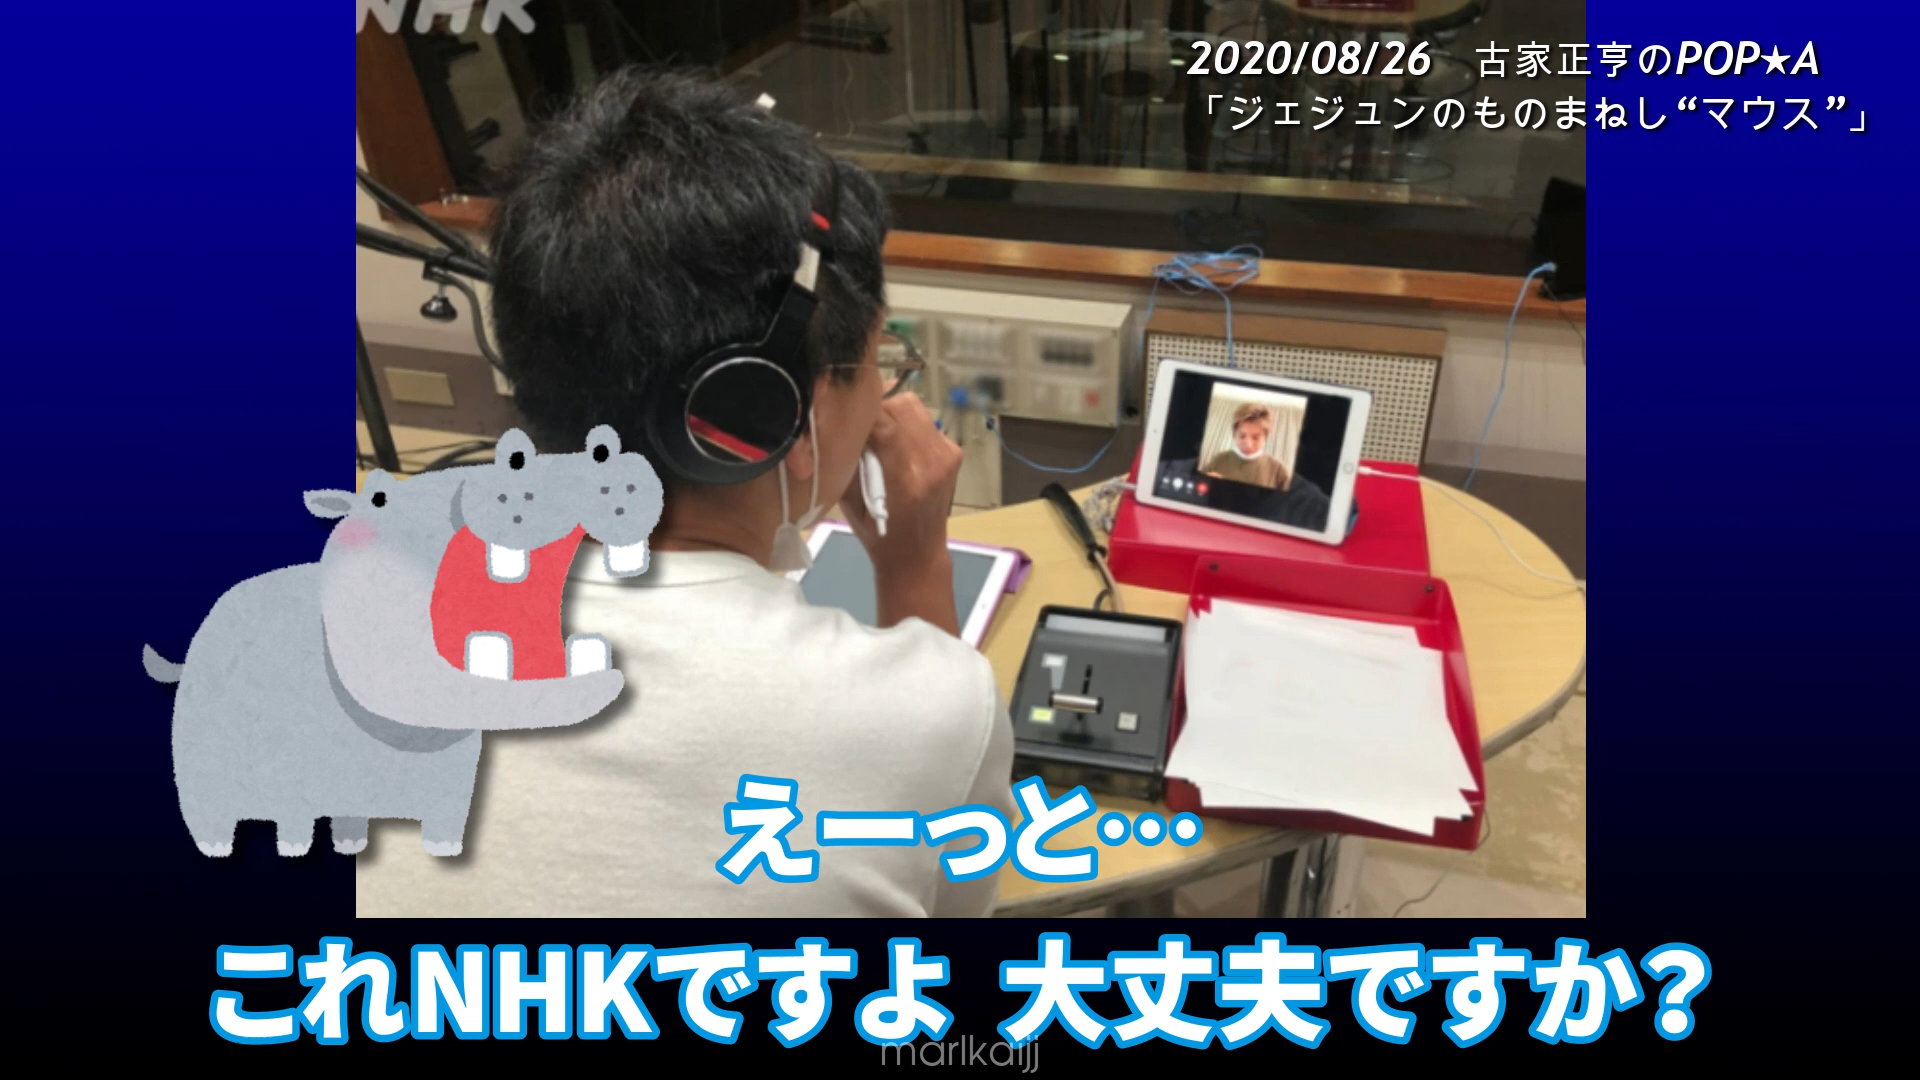 NHK
2020/08/26 古家正亨のPOP★A
「ジェジュンのものまねし“マウス”」
えーっと…
これNHKですよ 大丈夫ですか?
marlkaijj